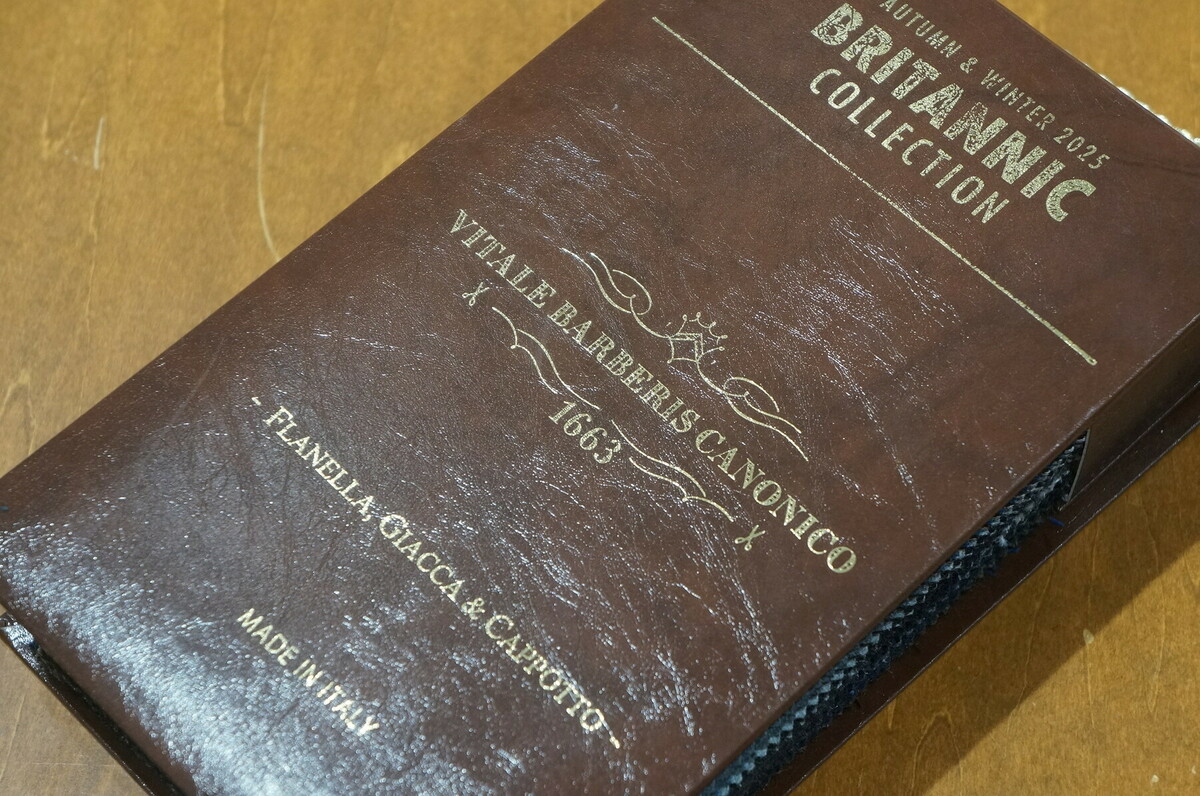 AUTUMN & WINTER 2025
BRITANNIC
COLLECTION
VITALE BARBERIS CANONICO
1663
- FLANELLA, GIACCA & CAPPOTTO -
MADE IN ITALY